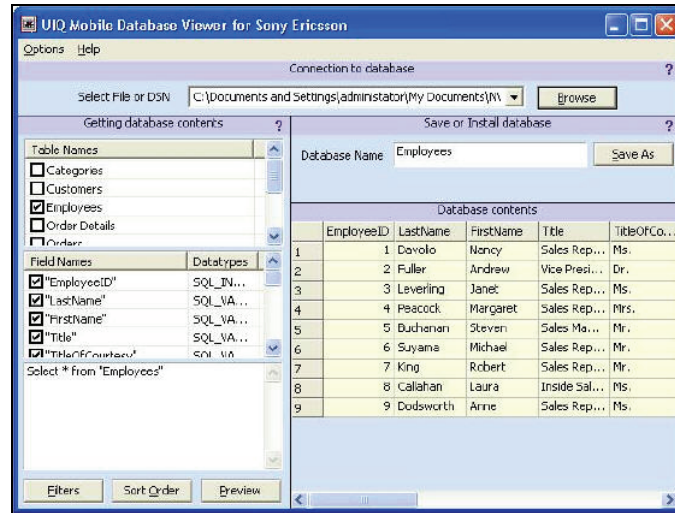 UIQ Mobile Database Viewer for Sony Ericsson
Options Help
Connection to database ?
Select File or DSN C:\Documents and Settings\administator\My Documents\N\ Browse
Getting database contents ?
Table Names
Categories
Customers
Employees
Order Details
Orders
Field Names Datatypes
"EmployeeID" SQL_IN...
"LastName" SQL_VA...
"FirstName" SQL_VA...
"Title" SQL_VA...
"TitleOfCourtesy" SQL_VA...
Select * from "Employees"
Filters Sort Order Preview
Save or Install database ?
Database Name Employees Save As
Database contents
EmployeeID LastName FirstName Title TitleOfCo...
1 1 Davolio Nancy Sales Rep... Ms.
2 2 Fuller Andrew Vice Presi... Dr.
3 3 Leverling Janet Sales Rep... Ms.
4 4 Peacock Margaret Sales Rep... Mrs.
5 5 Buchanan Steven Sales Ma... Mr.
6 6 Suyama Michael Sales Rep... Mr.
7 7 King Robert Sales Rep... Mr.
8 8 Callahan Laura Inside Sal... Ms.
9 9 Dodsworth Anne Sales Rep... Ms.